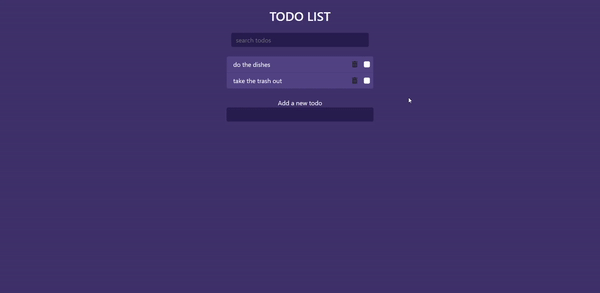 TODO LIST
search todos
do the dishes
take the trash out
Add a new todo